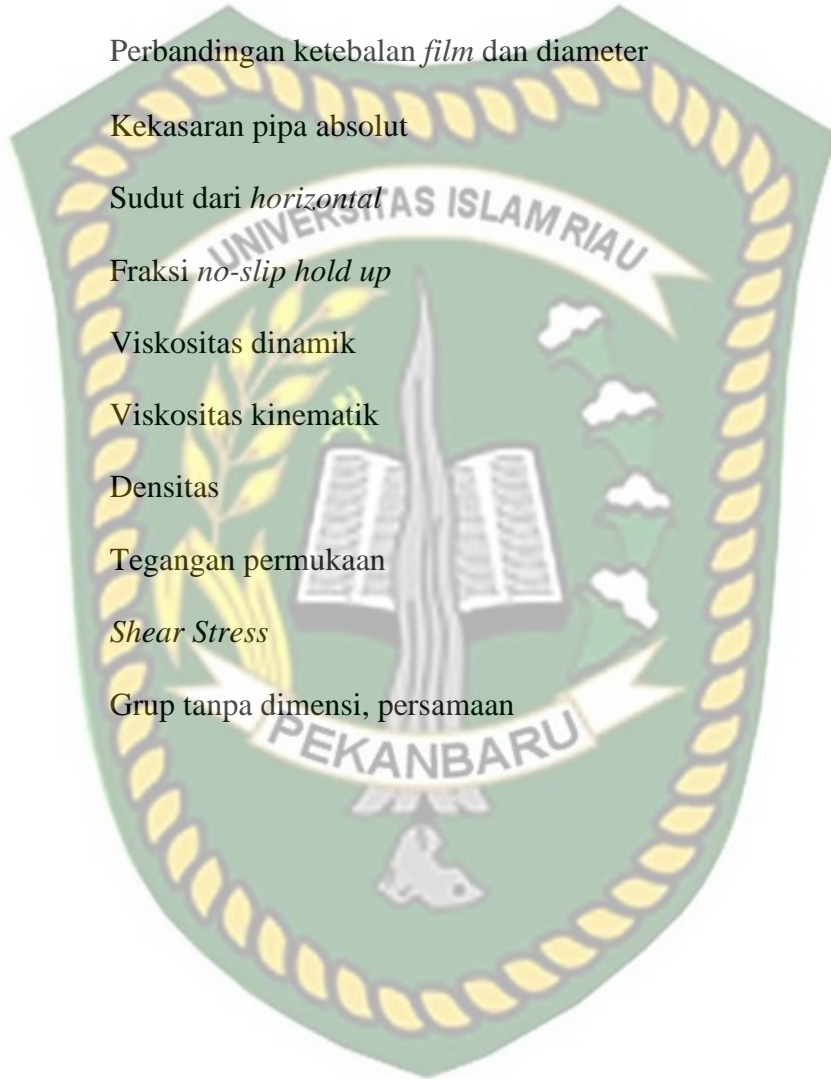 Perbandingan ketebalan film dan diameter
Kekasaran pipa absolut
Sudut dari horizontal
UNIVERSITAS ISLAM RIAU
Fraksi no-slip hold up
Viskositas dinamik
Viskositas kinematik
Densitas
Tegangan permukaan
Shear Stress
Grup tanpa dimensi, persamaan
PEKANBARU